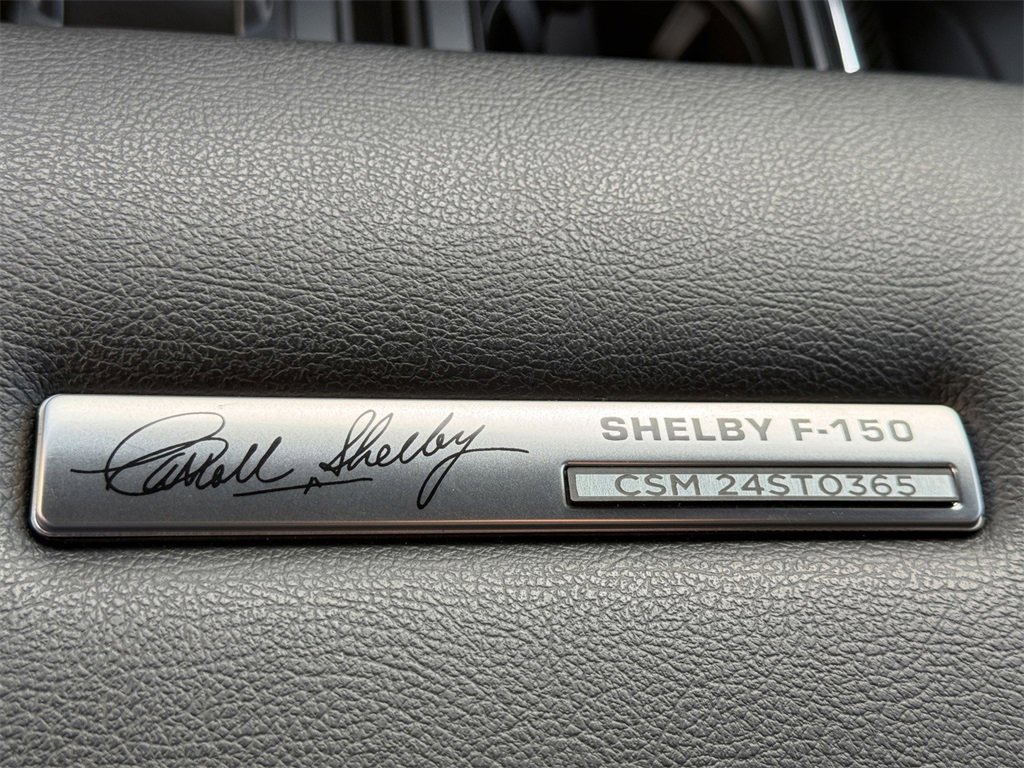 Carroll Shelby
SHELBY F-150
CSM 24ST0365